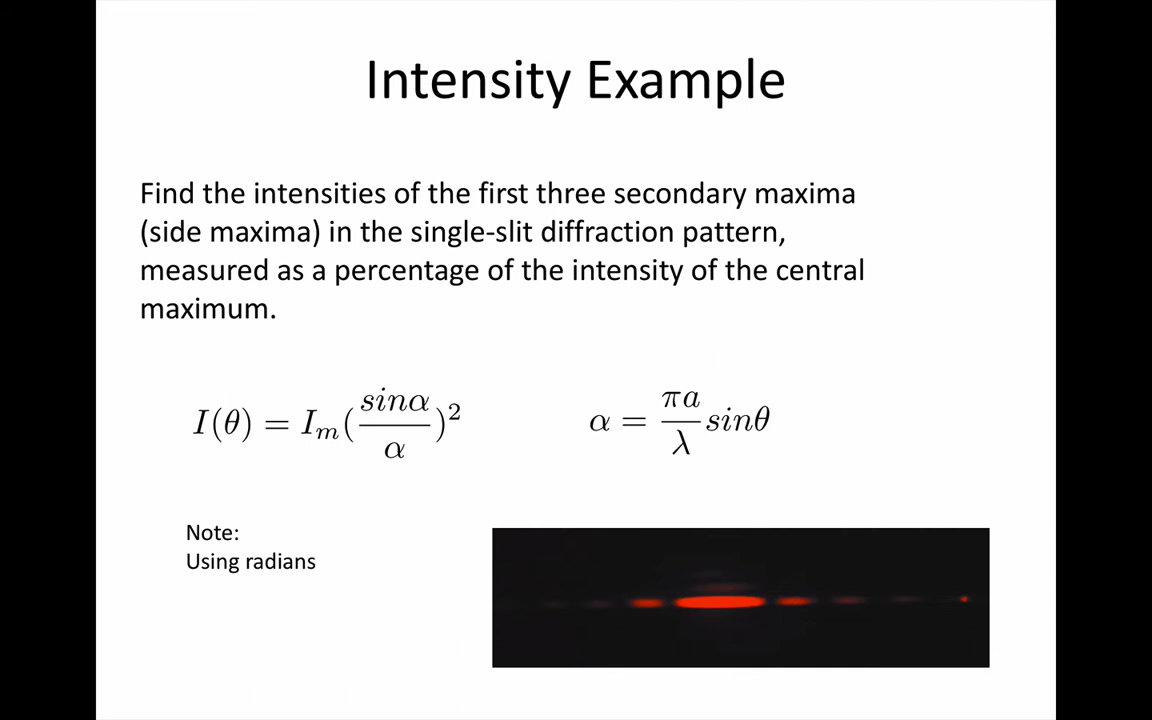 Intensity Example
Find the intensities of the first three secondary maxima
(side maxima) in the single-slit diffraction pattern,
measured as a percentage of the intensity of the central
maximum.
I(θ) = I_m(sinα/α)^2
α = πa/λ sinθ
Note:
Using radians